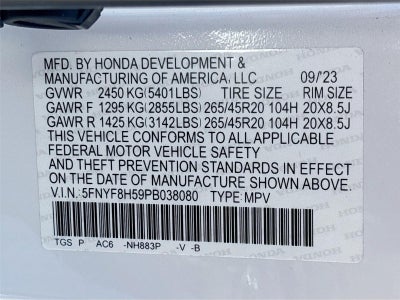 MFD. BY HONDA DEVELOPMENT &
MANUFACTURING OF AMERICA, LLC 09/'23
GVWR 2450 KG (5401LBS) TIRE SIZE RIM SIZE
GAWR F 1295 KG (2855LBS) 265/45R20 104H 20X8.5J
GAWR R 1425 KG (3142LBS) 265/45R20 104H 20X8.5J
THIS VEHICLE CONFORMS TO ALL APPLICABLE
FEDERAL MOTOR VEHICLE SAFETY
AND THEFT PREVENTION STANDARDS IN EFFECT
ON THE DATE OF MANUFACTURE SHOWN ABOVE.
V.I.N.: 5FNYF8H59PB038080 TYPE: MPV
TGS P AC6 -NH883P -V -B